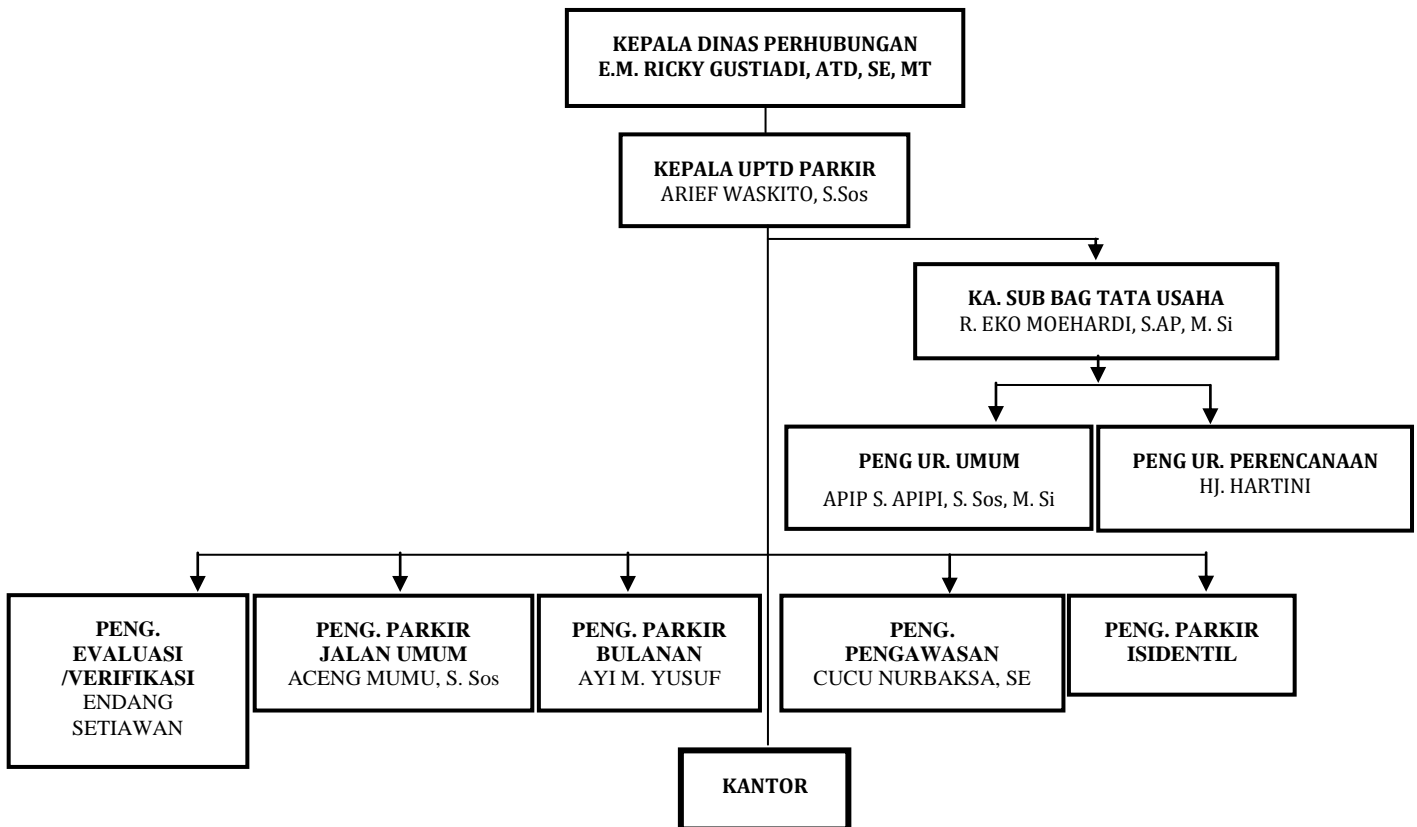 KEPALA DINAS PERHUBUNGAN
E.M. RICKY GUSTIADI, ATD, SE, MT
KEPALA UPTD PARKIR
ARIEF WASKITO, S.Sos
KA. SUB BAG TATA USAHA
R. EKO MOEHARDI, S.AP, M. Si
PENG UR. UMUM
APIP S. APIPI, S. Sos, M. Si
PENG UR. PERENCANAAN
HJ. HARTINI
PENG.
EVALUASI
/VERIFIKASI
ENDANG
SETIAWAN
PENG. PARKIR
JALAN UMUM
ACENG MUMU, S. Sos
PENG. PARKIR
BULANAN
AYI M. YUSUF
PENG.
PENGAWASAN
CUCU NURBAKSA, SE
PENG. PARKIR
ISIDENTIL
KANTOR